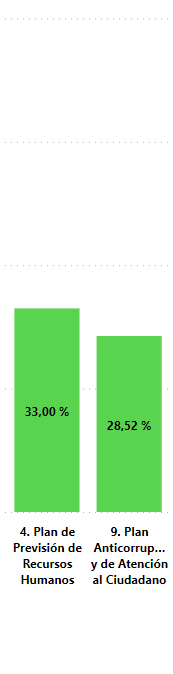 33,00 %
28,52 %
4. Plan de
Previsión de
Recursos
Humanos
9. Plan
Anticorrup...
y de Atención
al Ciudadano